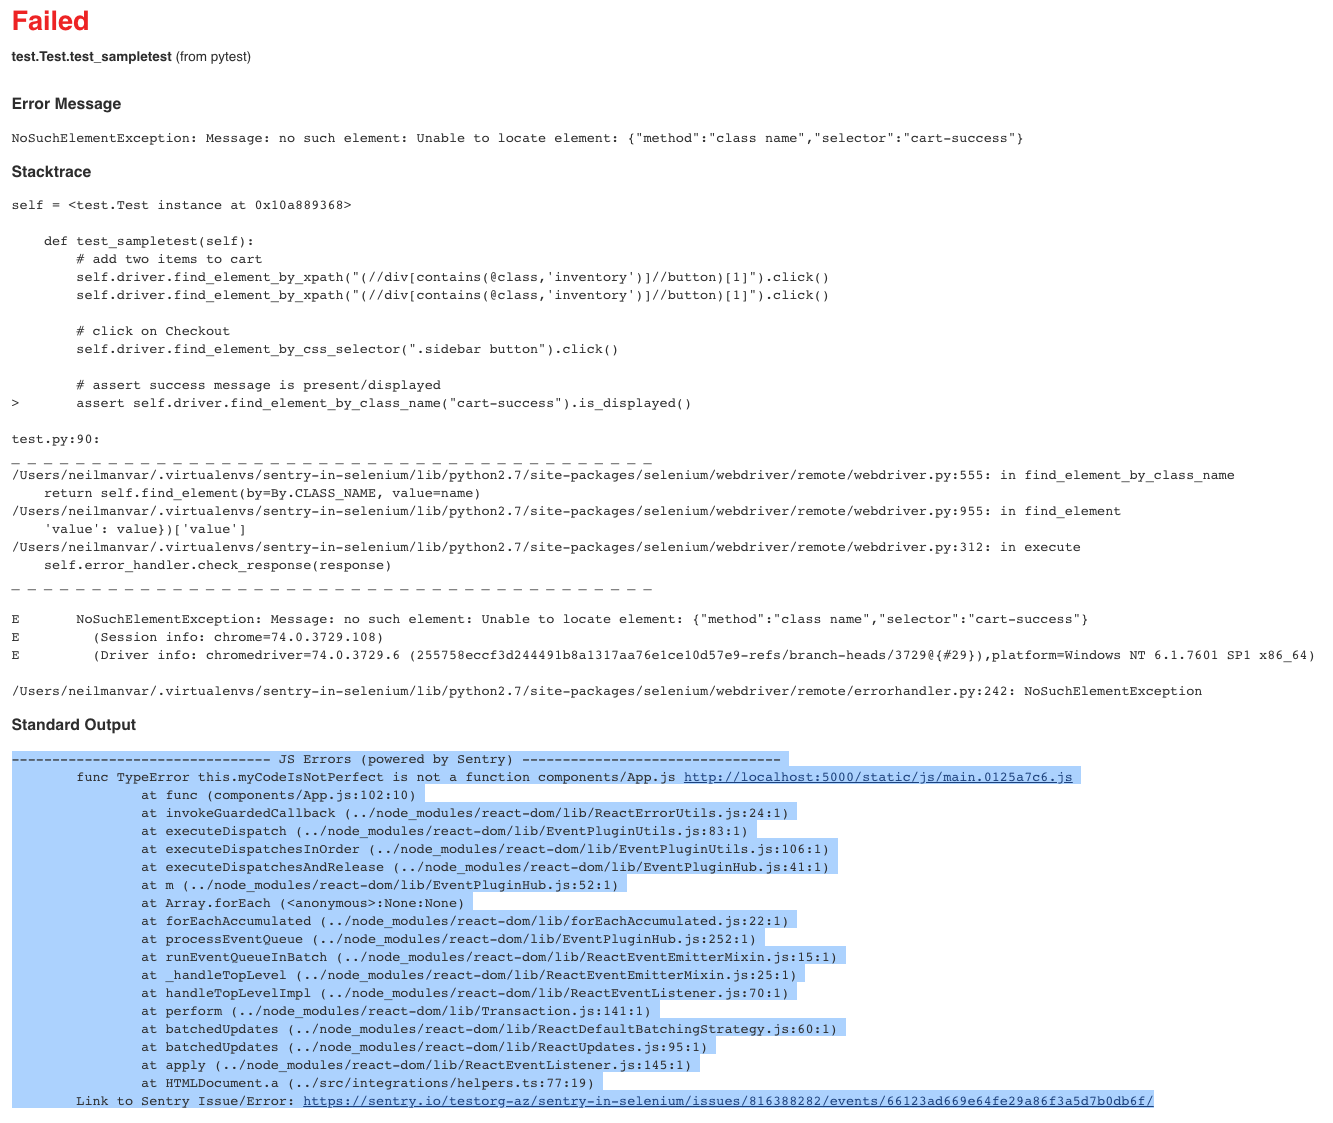 Failed
test.Test.test_sampletest (from pytest)
Error Message
NoSuchElementException: Message: no such element: Unable to locate element: {"method":"class name","selector":"cart-success"}
Stacktrace
self = <test.Test instance at 0x10a889368>
    def test_sampletest(self):
        # add two items to cart
        self.driver.find_element_by_xpath("(//div[contains(@class,'inventory')]//button)[1]").click()
        self.driver.find_element_by_xpath("(//div[contains(@class,'inventory')]//button)[1]").click()
        # click on Checkout
        self.driver.find_element_by_css_selector(".sidebar button").click()
        # assert success message is present/displayed
>       assert self.driver.find_element_by_class_name("cart-success").is_displayed()
test.py:90:
_ _ _ _ _ _ _ _ _ _ _ _ _ _ _ _ _ _ _ _ _ _ _ _ _ _ _ _ _ _ _ _ _ _ _ _ _ _ _ _
/Users/neilmanvar/.virtualenvs/sentry-in-selenium/lib/python2.7/site-packages/selenium/webdriver/remote/webdriver.py:555: in find_element_by_class_name
    return self.find_element(by=By.CLASS_NAME, value=name)
/Users/neilmanvar/.virtualenvs/sentry-in-selenium/lib/python2.7/site-packages/selenium/webdriver/remote/webdriver.py:955: in find_element
    'value': value})['value']
/Users/neilmanvar/.virtualenvs/sentry-in-selenium/lib/python2.7/site-packages/selenium/webdriver/remote/webdriver.py:312: in execute
    self.error_handler.check_response(response)
_ _ _ _ _ _ _ _ _ _ _ _ _ _ _ _ _ _ _ _ _ _ _ _ _ _ _ _ _ _ _ _ _ _ _ _ _ _ _ _
E       NoSuchElementException: Message: no such element: Unable to locate element: {"method":"class name","selector":"cart-success"}
E         (Session info: chrome=74.0.3729.108)
E         (Driver info: chromedriver=74.0.3729.6 (255758eccf3d244491b8a1317aa76e1ce10d57e9-refs/branch-heads/3729@{#29}),platform=Windows NT 6.1.7601 SP1 x86_64)
/Users/neilmanvar/.virtualenvs/sentry-in-selenium/lib/python2.7/site-packages/selenium/webdriver/remote/errorhandler.py:242: NoSuchElementException
Standard Output
-------------------------------- JS Errors (powered by Sentry) --------------------------------
        func TypeError this.myCodeIsNotPerfect is not a function components/App.js http://localhost:5000/static/js/main.0125a7c6.js
                at func (components/App.js:102:10)
                at invokeGuardedCallback (../node_modules/react-dom/lib/ReactErrorUtils.js:24:1)
                at executeDispatch (../node_modules/react-dom/lib/EventPluginUtils.js:83:1)
                at executeDispatchesInOrder (../node_modules/react-dom/lib/EventPluginUtils.js:106:1)
                at executeDispatchesAndRelease (../node_modules/react-dom/lib/EventPluginHub.js:41:1)
                at m (../node_modules/react-dom/lib/EventPluginHub.js:52:1)
                at Array.forEach (<anonymous>:None:None)
                at forEachAccumulated (../node_modules/react-dom/lib/forEachAccumulated.js:22:1)
                at processEventQueue (../node_modules/react-dom/lib/EventPluginHub.js:252:1)
                at runEventQueueInBatch (../node_modules/react-dom/lib/ReactEventEmitterMixin.js:15:1)
                at _handleTopLevel (../node_modules/react-dom/lib/ReactEventEmitterMixin.js:25:1)
                at handleTopLevelImpl (../node_modules/react-dom/lib/ReactEventListener.js:70:1)
                at perform (../node_modules/react-dom/lib/Transaction.js:141:1)
                at batchedUpdates (../node_modules/react-dom/lib/ReactDefaultBatchingStrategy.js:60:1)
                at batchedUpdates (../node_modules/react-dom/lib/ReactUpdates.js:95:1)
                at apply (../node_modules/react-dom/lib/ReactEventListener.js:145:1)
                at HTMLDocument.a (../src/integrations/helpers.ts:77:19)
        Link to Sentry Issue/Error: https://sentry.io/testorg-az/sentry-in-selenium/issues/816388282/events/66123ad669e64fe29a86f3a5d7b0db6f/